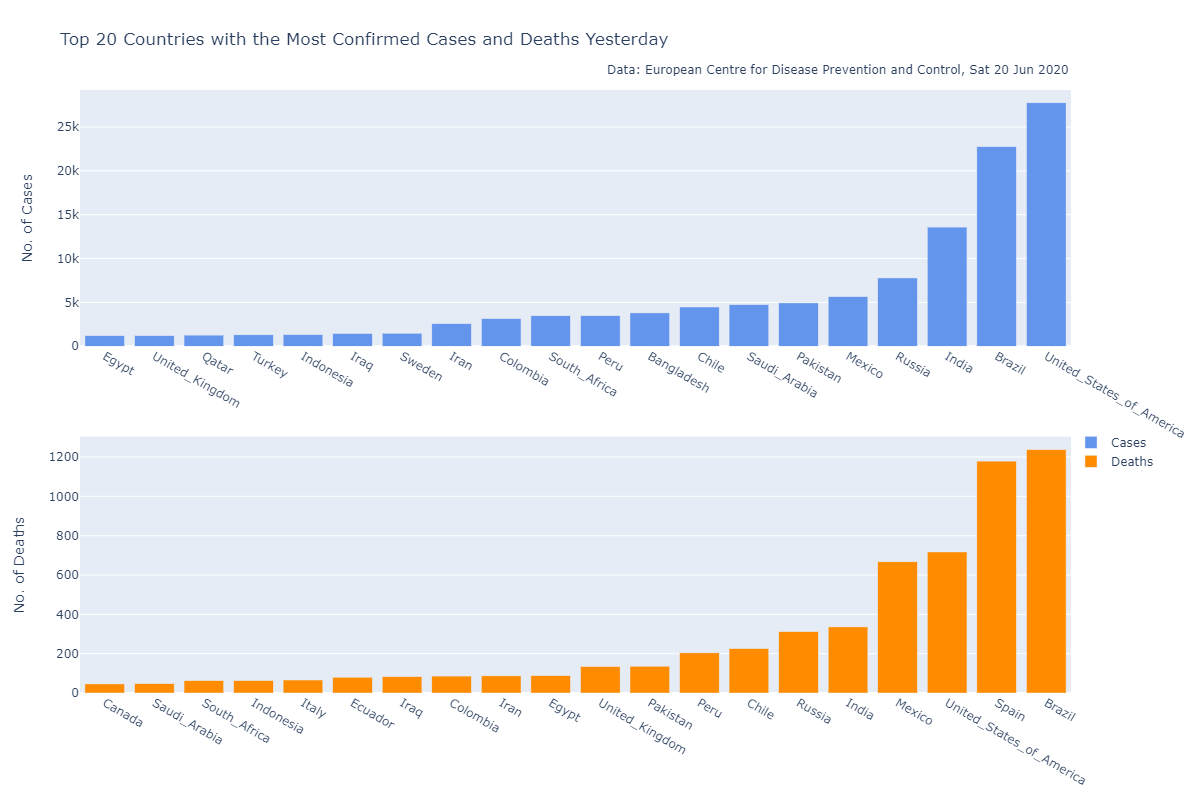 Top 20 Countries with the Most Confirmed Cases and Deaths Yesterday
Data: European Centre for Disease Prevention and Control, Sat 20 Jun 2020
No. of Cases
25k
20k
15k
10k
5k
0
Egypt
United_Kingdom
Qatar
Turkey
Indonesia
Iraq
Sweden
Iran
Colombia
South_Africa
Peru
Bangladesh
Chile
Saudi_Arabia
Pakistan
Mexico
Russia
India
Brazil
United_States_of_America
Cases
Deaths
No. of Deaths
1200
1000
800
600
400
200
0
Canada
Saudi_Arabia
South_Africa
Indonesia
Italy
Ecuador
Iraq
Colombia
Iran
Egypt
United_Kingdom
Pakistan
Peru
Chile
Russia
India
Mexico
United_States_of_America
Spain
Brazil